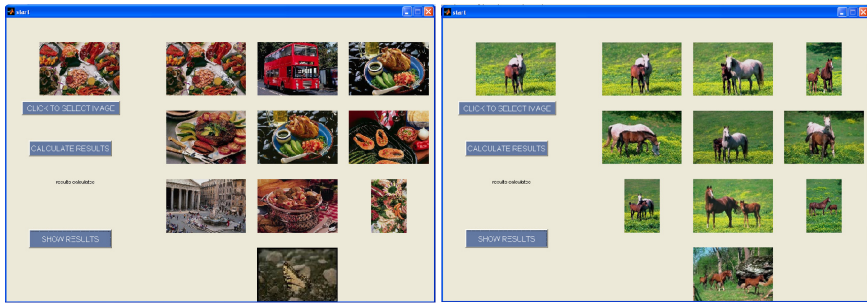 start
CLICK TO SELECT IMAGE
CALCULATE RESULTS
results calculated
SHOW RESULTS
start
CLICK TO SELECT IMAGE
CALCULATE RESULTS
results calculated
SHOW RESULTS